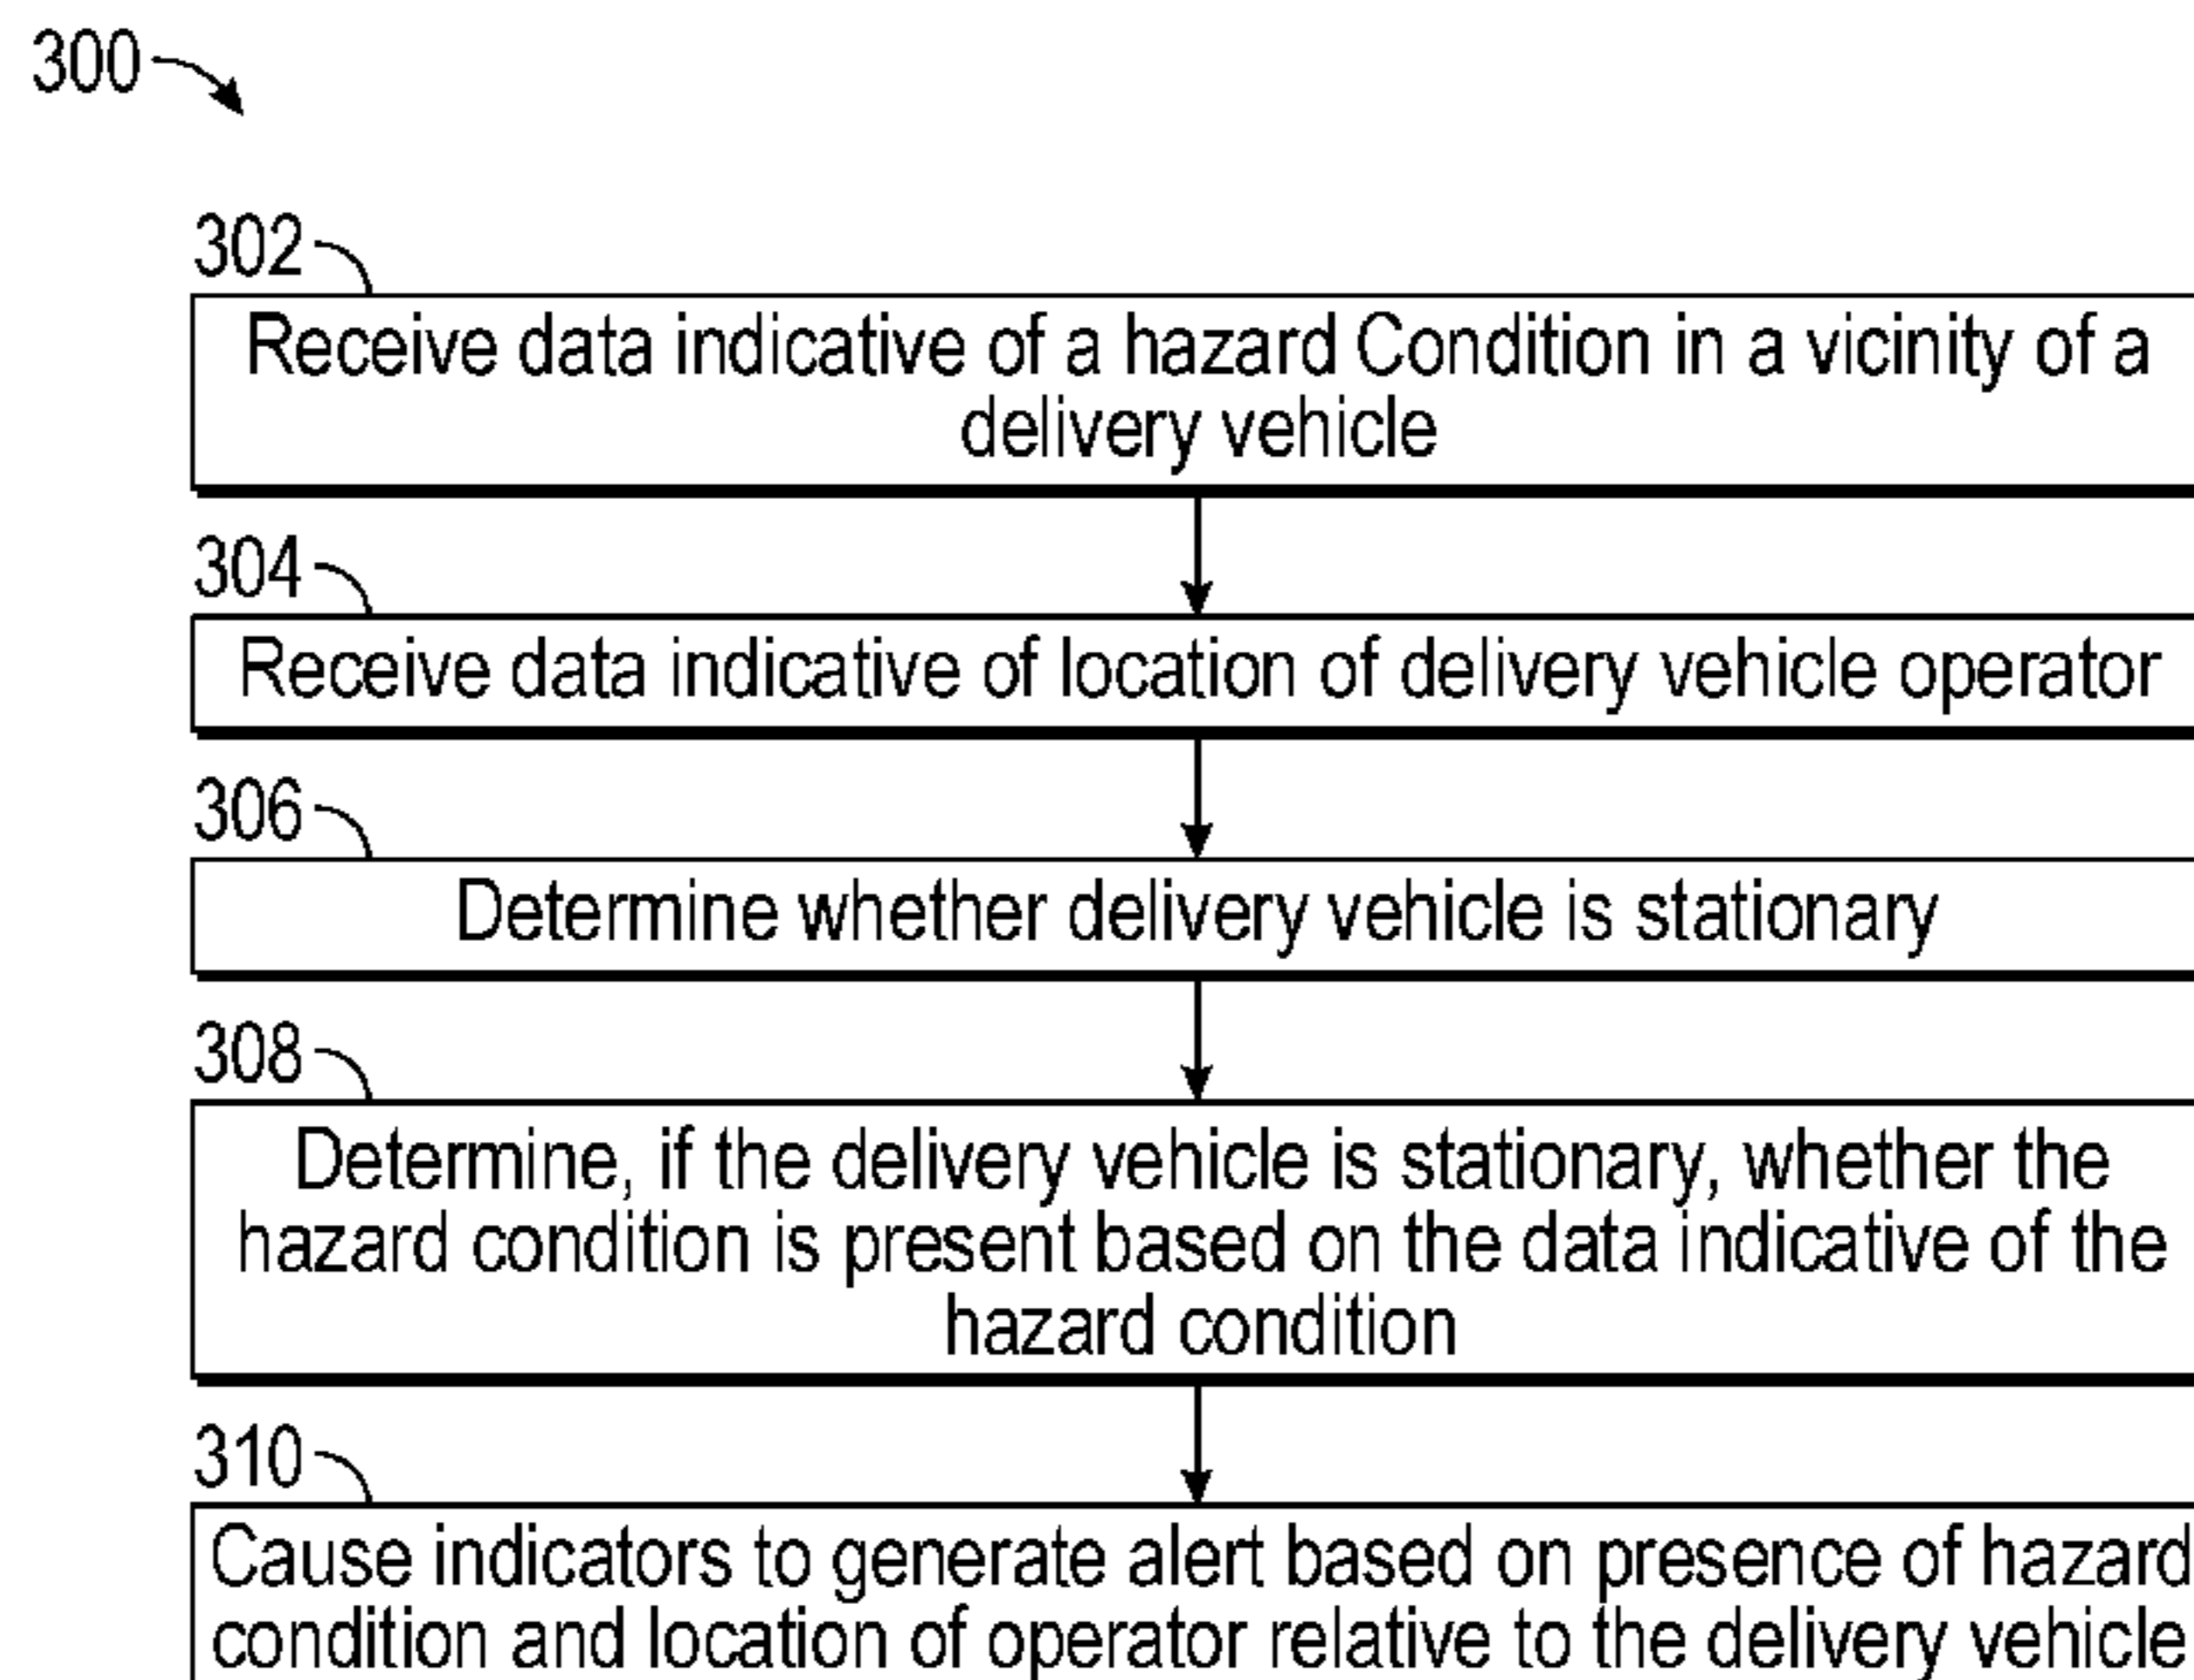 300
302
Receive data indicative of a hazard Condition in a vicinity of a
delivery vehicle
304
Receive data indicative of location of delivery vehicle operator
306
Determine whether delivery vehicle is stationary
308
Determine, if the delivery vehicle is stationary, whether the
hazard condition is present based on the data indicative of the
hazard condition
310
Cause indicators to generate alert based on presence of hazard
condition and location of operator relative to the delivery vehicle